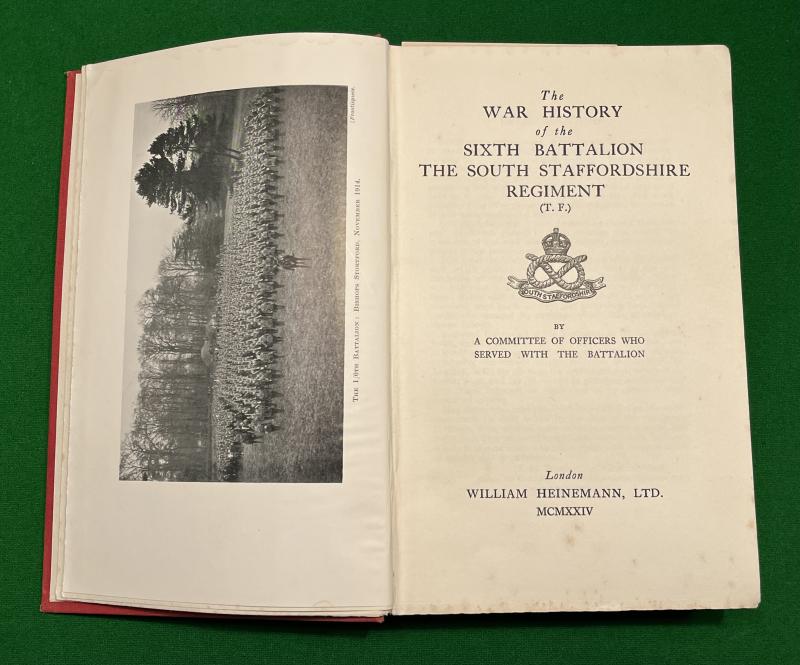 [Frontispiece.
THE 1/6TH BATTALION: BISHOPS STORTFORD, NOVEMBER 1914.
The
WAR HISTORY
of the
SIXTH BATTALION
THE SOUTH STAFFORDSHIRE
REGIMENT
(T. F.)
SOUTH STAFFORDSHIRE
BY
A COMMITTEE OF OFFICERS WHO
SERVED WITH THE BATTALION
London
WILLIAM HEINEMANN, LTD.
MCMXXIV